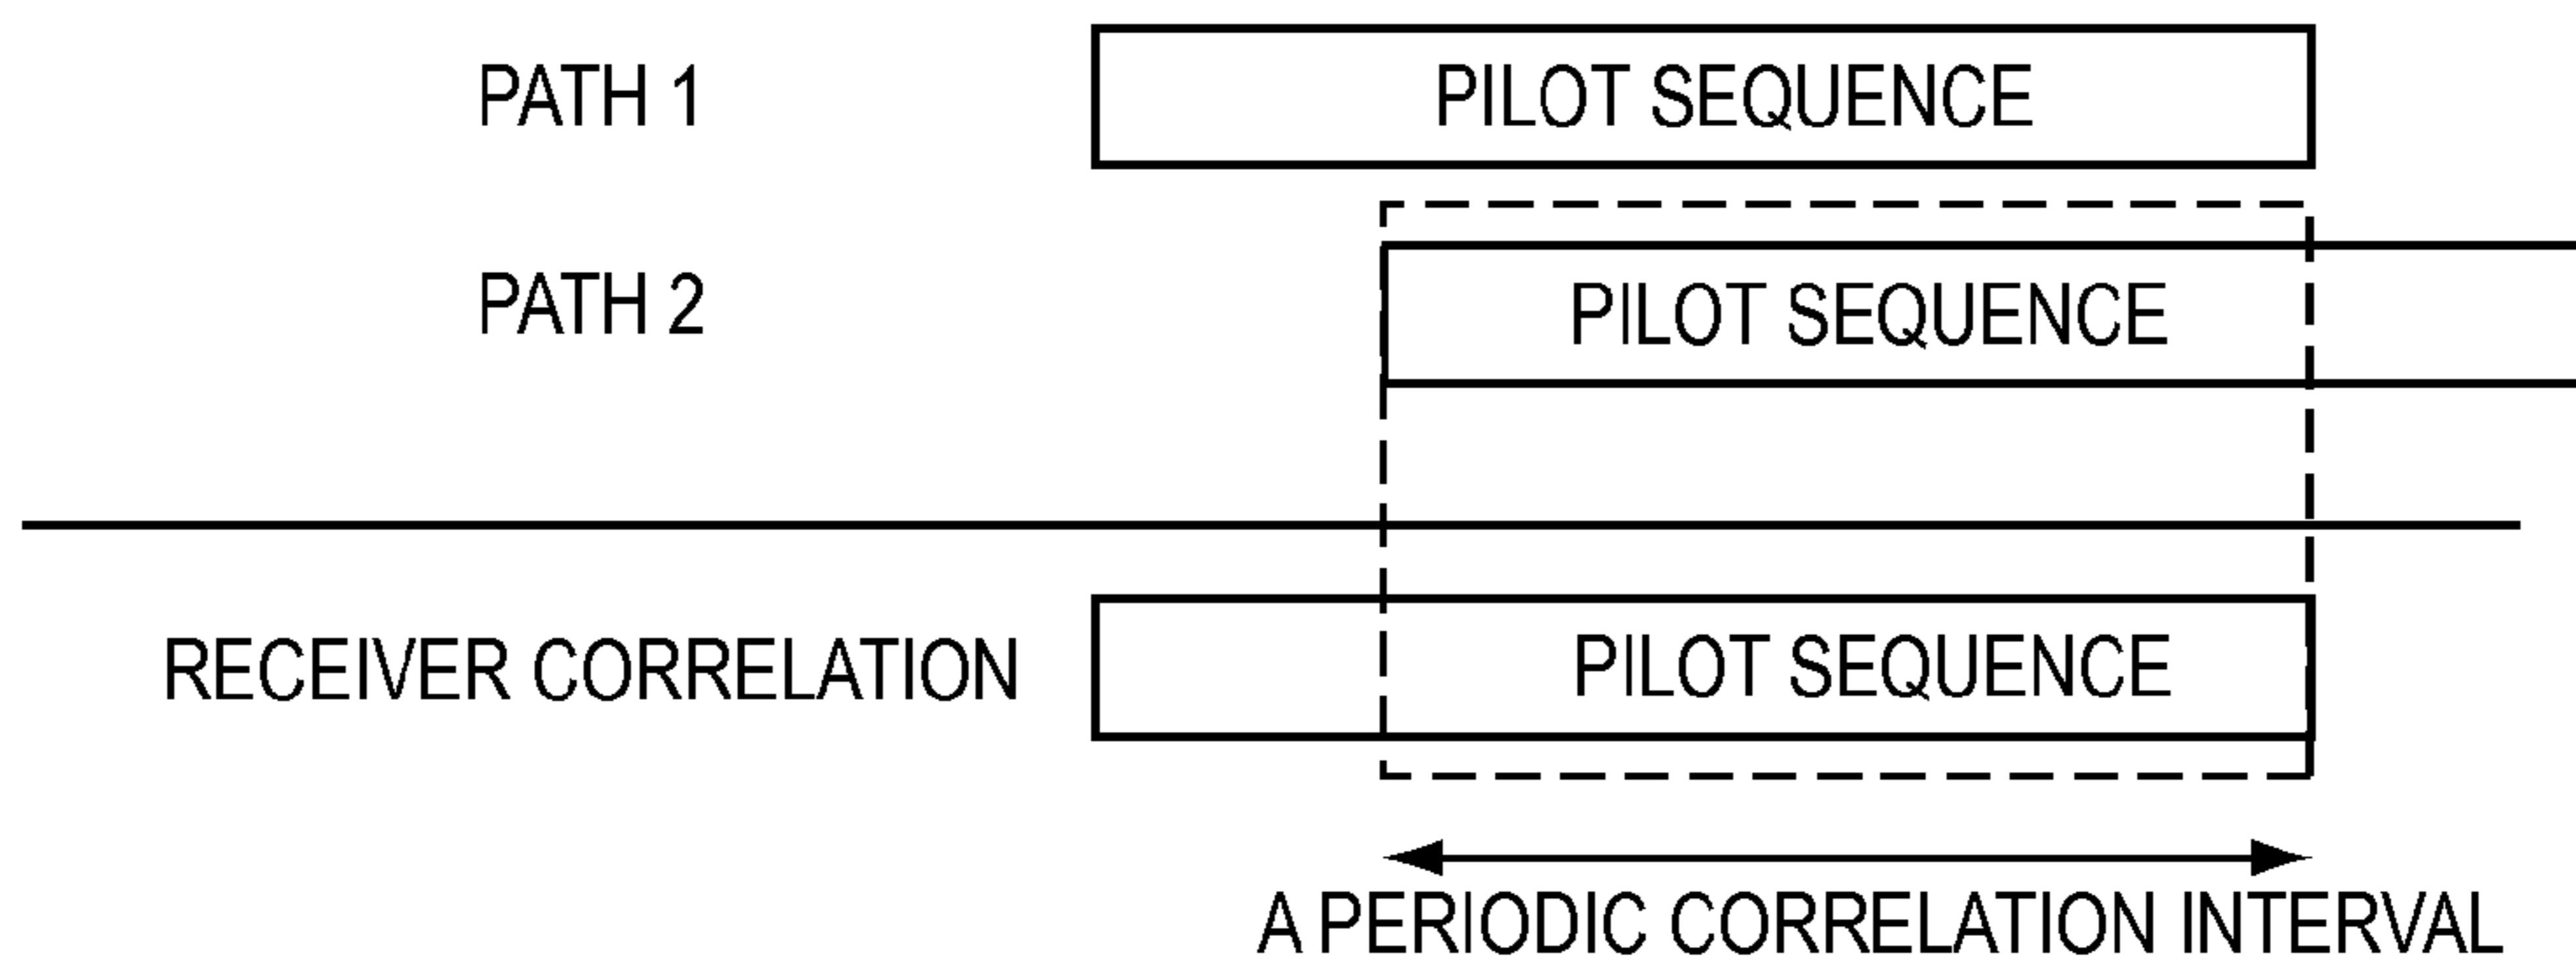 PATH 1
PILOT SEQUENCE
PATH 2
PILOT SEQUENCE
RECEIVER CORRELATION
PILOT SEQUENCE
A PERIODIC CORRELATION INTERVAL